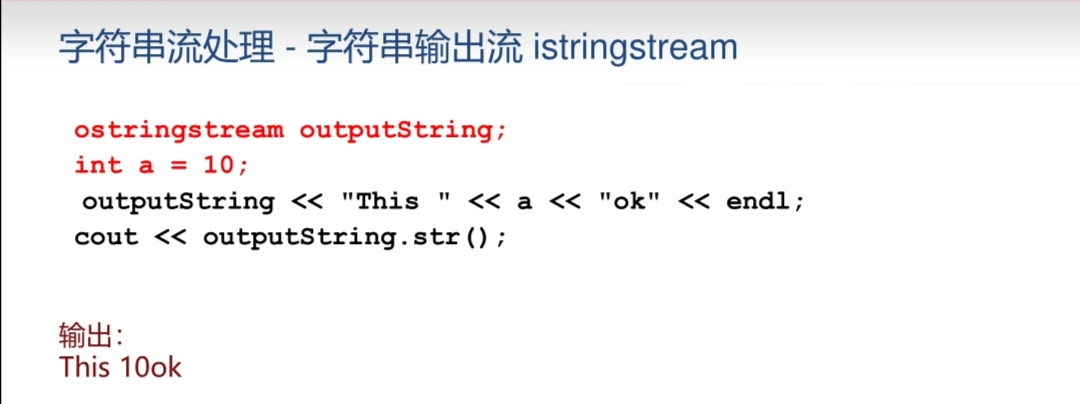 字符串流处理 - 字符串输出流 istringstream
ostringstream outputString;
int a = 10;
outputString << "This " << a << "ok" << endl;
cout << outputString.str();
输出：
This 10ok